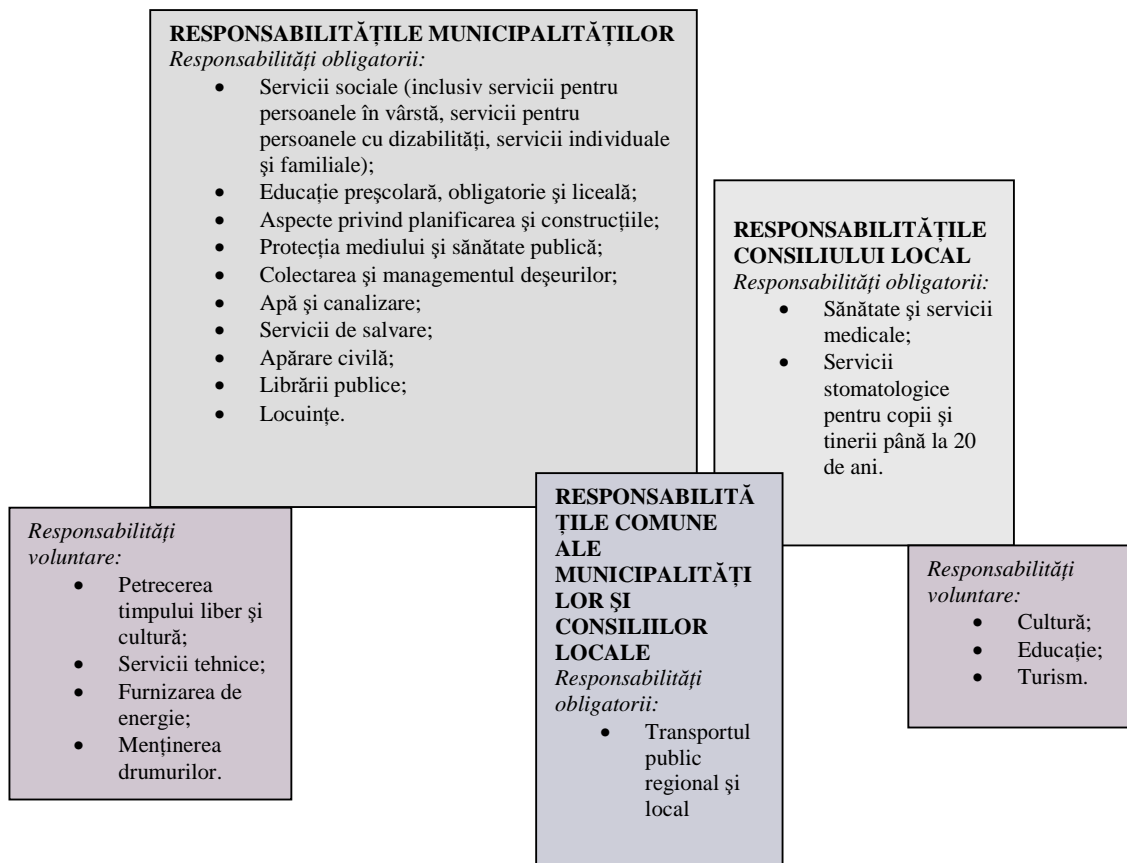 RESPONSABILITĂȚILE MUNICIPALITĂȚILOR
Responsabilități obligatorii:
• Servicii sociale (inclusiv servicii pentru
persoanele în vârstă, servicii pentru
persoanele cu dizabilități, servicii individuale
şi familiale);
• Educație preşcolară, obligatorie şi liceală;
• Aspecte privind planificarea şi construcțiile;
• Protecția mediului şi sănătate publică;
• Colectarea şi managementul deşeurilor;
• Apă şi canalizare;
• Servicii de salvare;
• Apărare civilă;
• Librării publice;
• Locuințe.
RESPONSABILITĂȚILE
CONSILIULUI LOCAL
Responsabilități obligatorii:
• Sănătate şi servicii
medicale;
• Servicii
stomatologice
pentru copii şi
tinerii până la 20
de ani.
Responsabilități
voluntare:
• Petrecerea
timpului liber şi
cultură;
• Servicii tehnice;
• Furnizarea de
energie;
• Menținerea
drumurilor.
RESPONSABILITĂ
ȚILE COMUNE
ALE
MUNICIPALITĂȚI
LOR ŞI
CONSILIILOR
LOCALE
Responsabilități
obligatorii:
• Transportul
public
regional şi
local
Responsabilități
voluntare:
• Cultură;
• Educație;
• Turism.